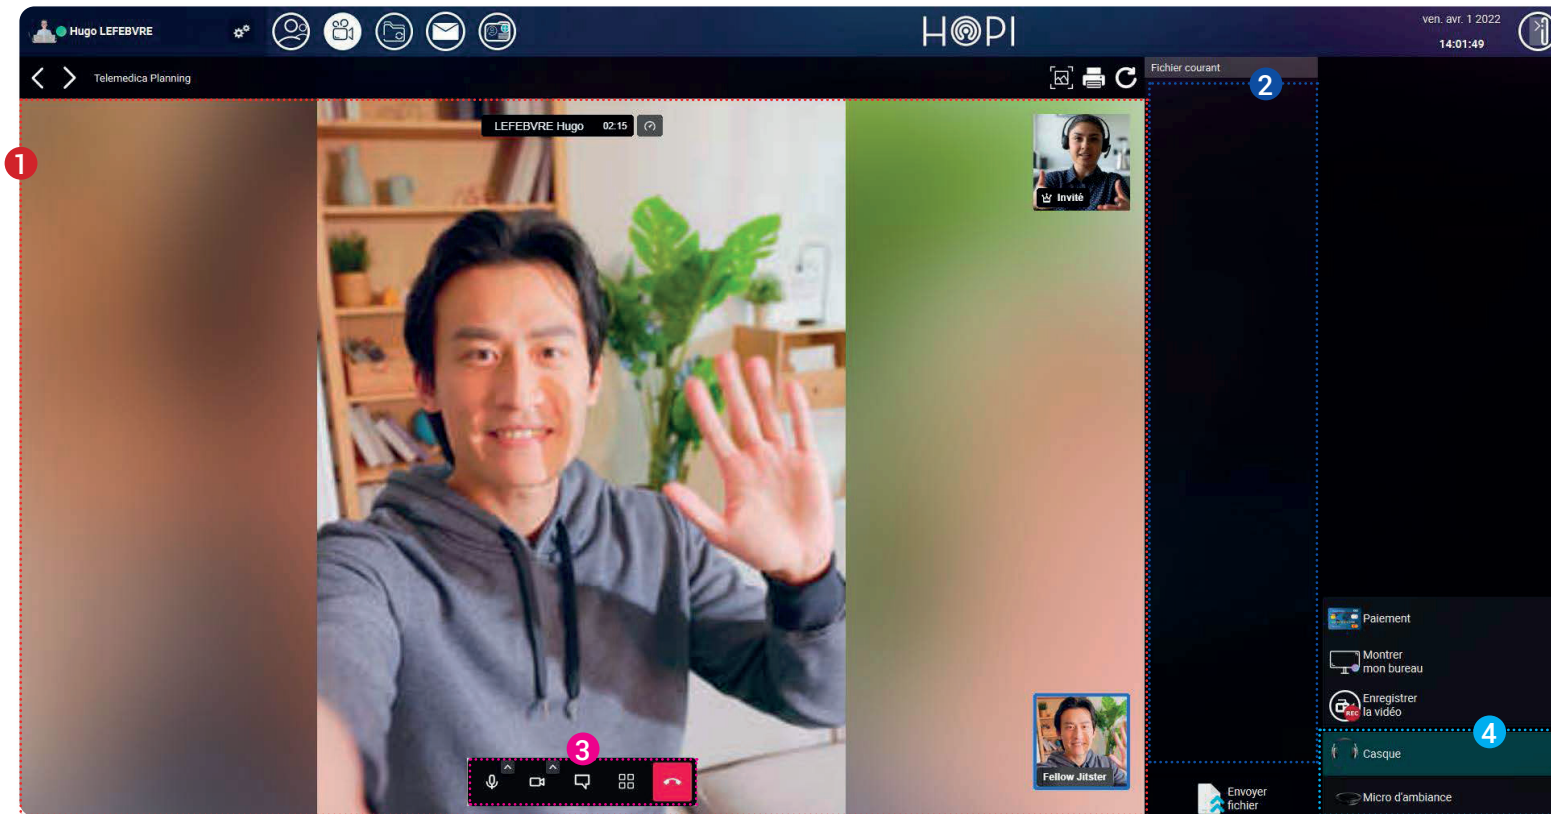 Hugo LEFEBVRE
HOPI
ven. avr. 1 2022
14:01:49
Telemedica Planning
Fichier courant
2
1
LEFEBVRE Hugo 02:15
Invité
Paiement
Montrer
mon bureau
Enregistrer
la vidéo
REC
4
Casque
3
Fellow Jitster
Envoyer
fichier
Micro d'ambiance